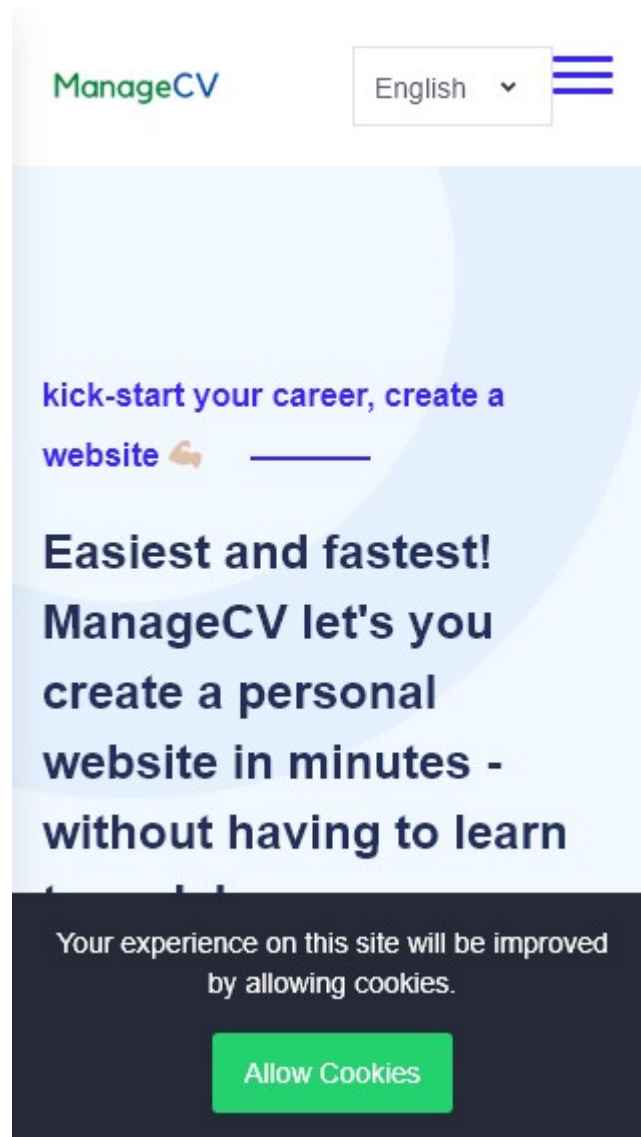 ManageCV
English
kick-start your career, create a
website 💪🏼
Easiest and fastest!
ManageCV let's you
create a personal
website in minutes -
without having to learn
Your experience on this site will be improved
by allowing cookies.
Allow Cookies